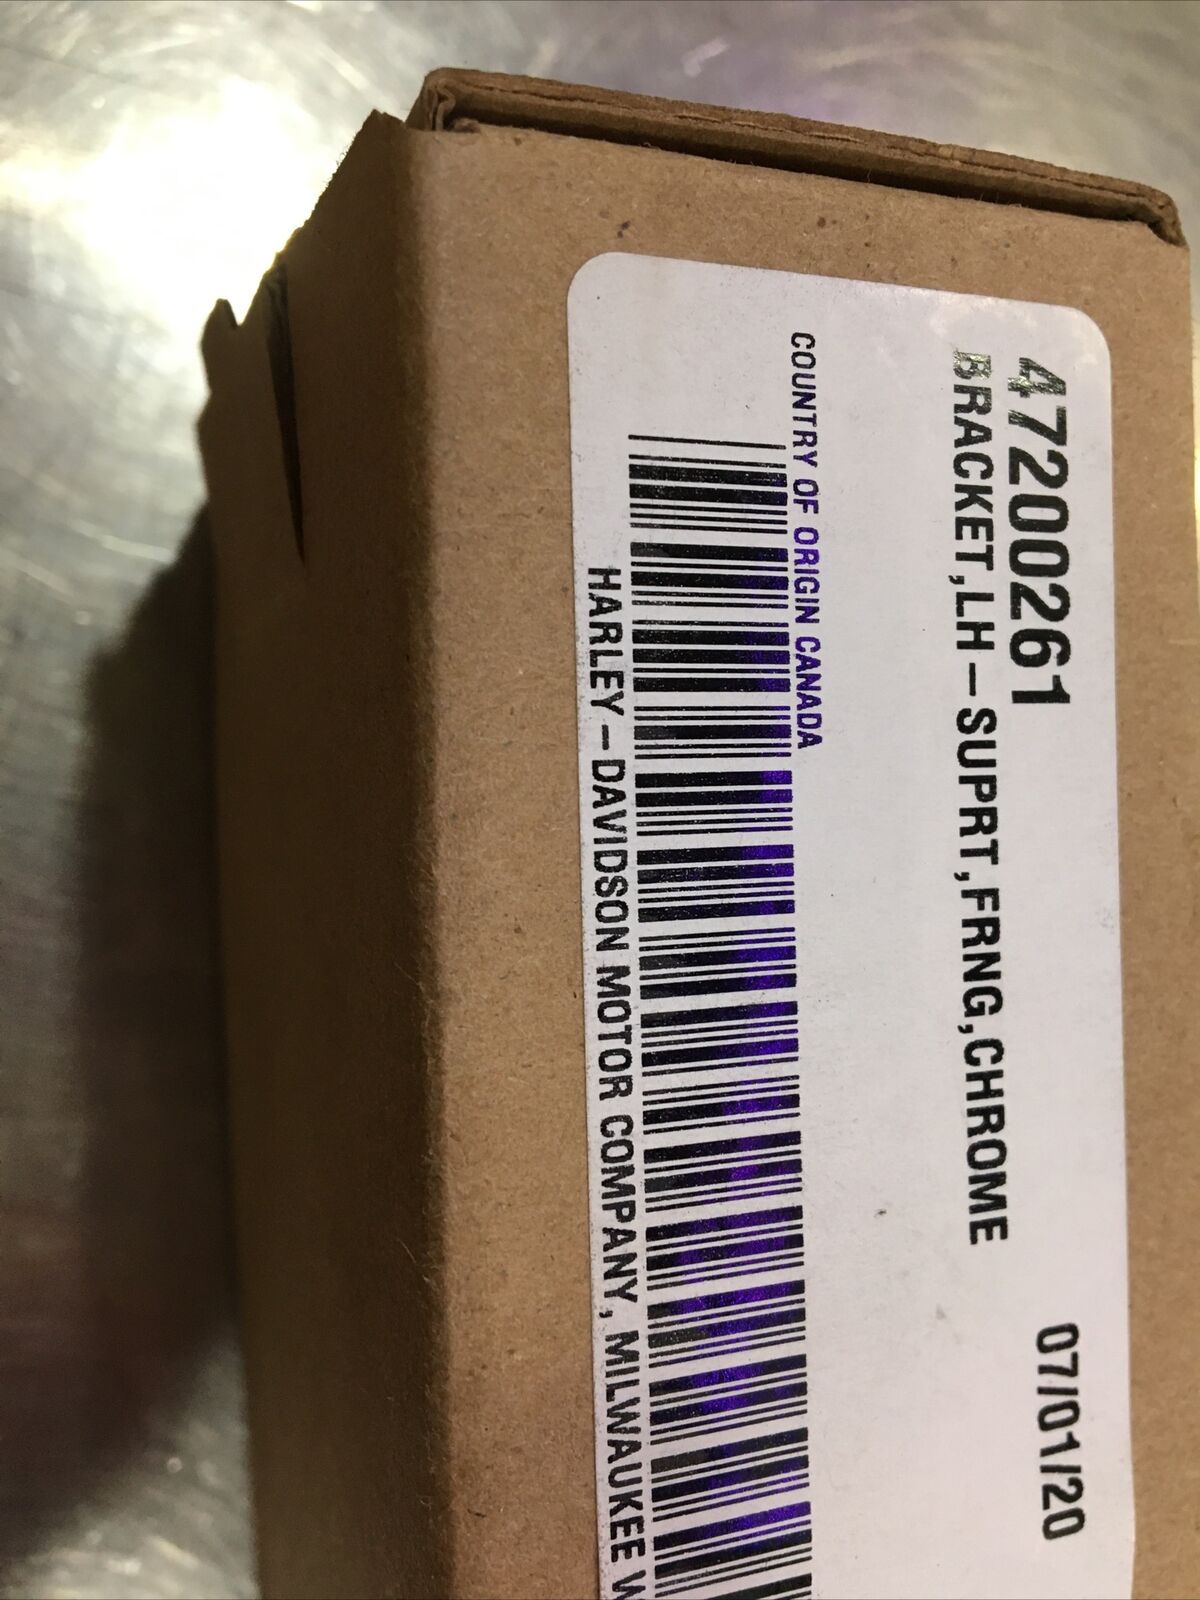 47200261
BRACKET,LH-SUPRT,FRNG,CHROME
07/01/20
COUNTRY OF ORIGIN CANADA
HARLEY-DAVIDSON MOTOR COMPANY, MILWAUKEE